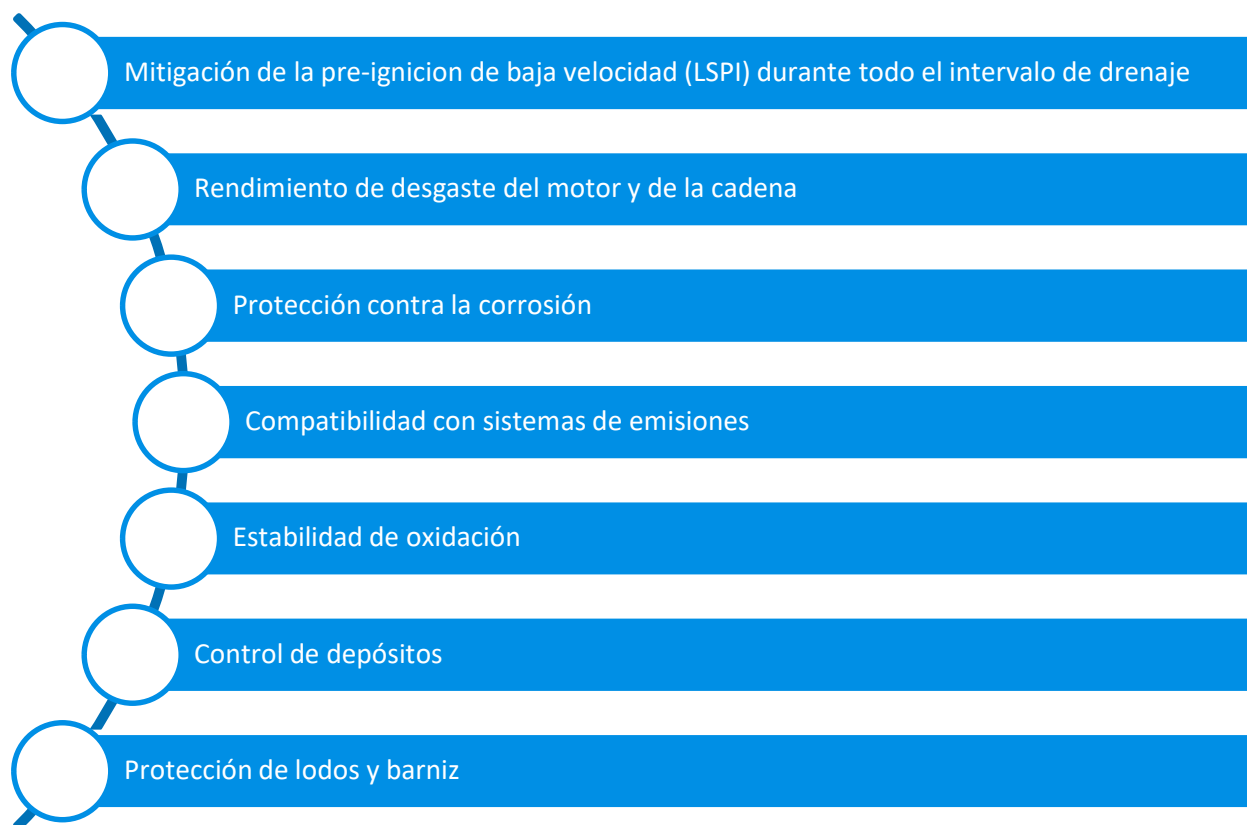 Mitigación de la pre-ignicion de baja velocidad (LSPI) durante todo el intervalo de drenaje
Rendimiento de desgaste del motor y de la cadena
Protección contra la corrosión
Compatibilidad con sistemas de emisiones
Estabilidad de oxidación
Control de depósitos
Protección de lodos y barniz